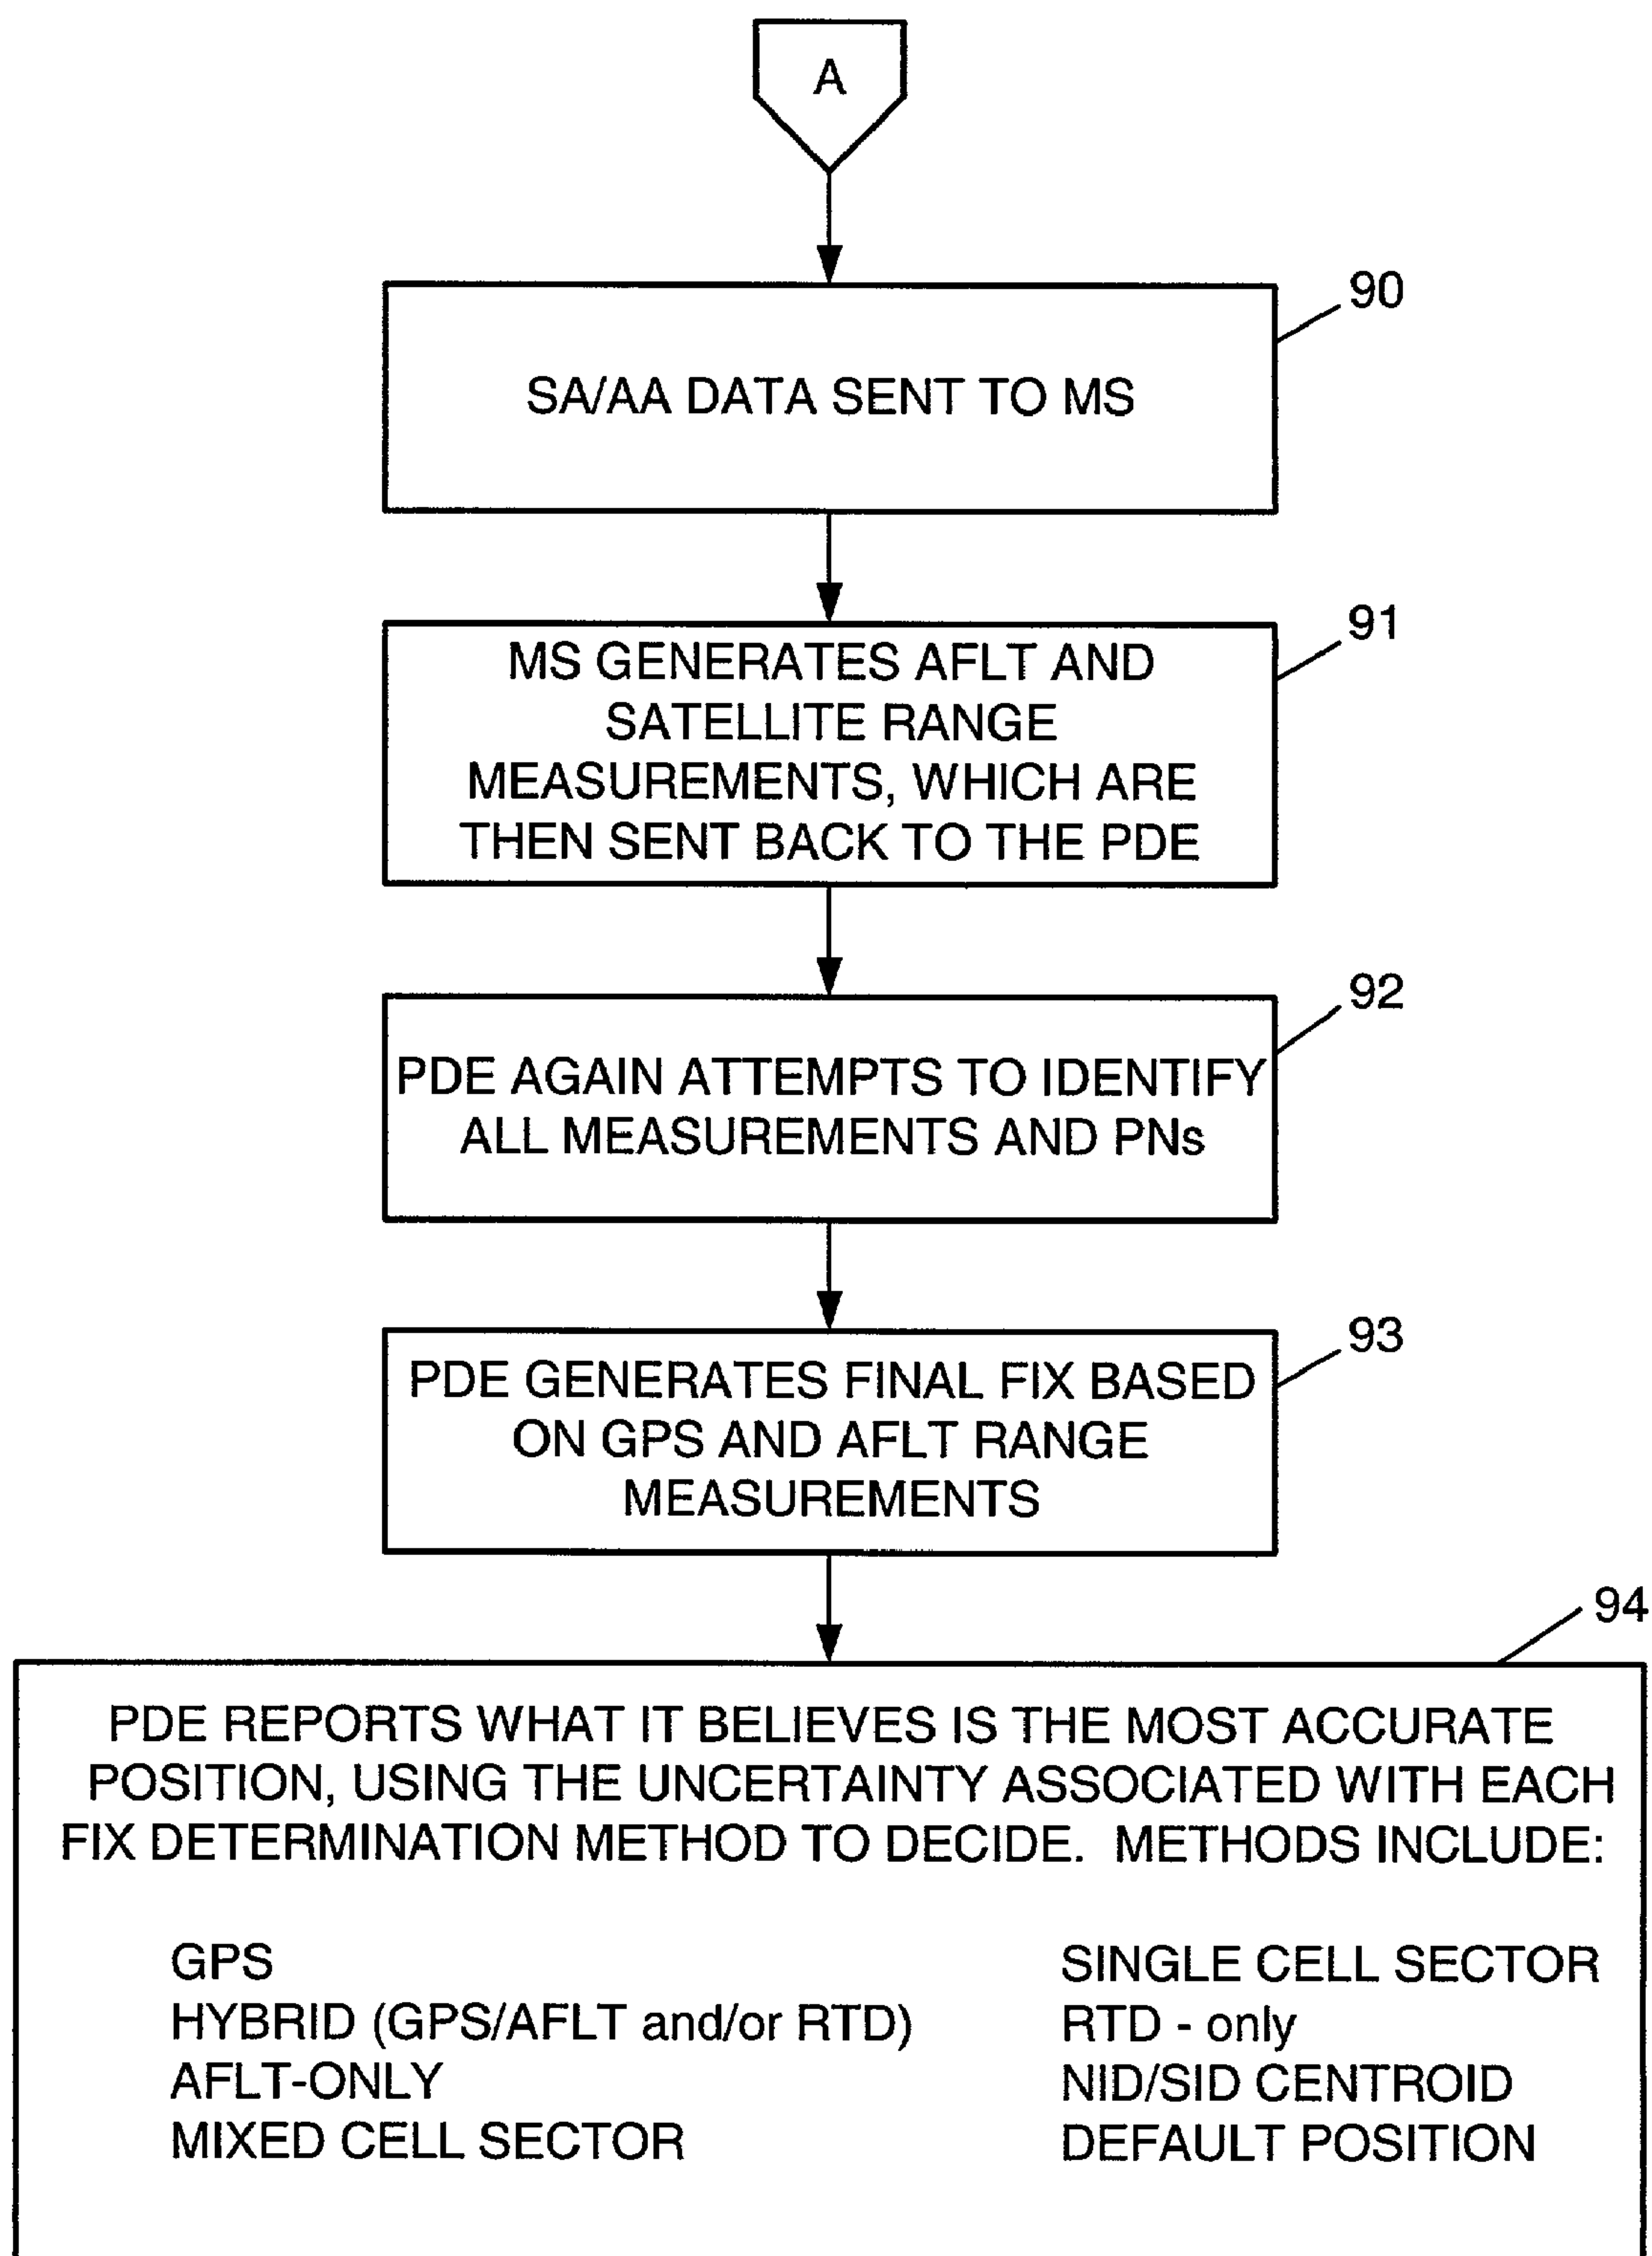 A
90
SA/AA DATA SENT TO MS
91
MS GENERATES AFLT AND
SATELLITE RANGE
MEASUREMENTS, WHICH ARE
THEN SENT BACK TO THE PDE
92
PDE AGAIN ATTEMPTS TO IDENTIFY
ALL MEASUREMENTS AND PNs
93
PDE GENERATES FINAL FIX BASED
ON GPS AND AFLT RANGE
MEASUREMENTS
94
PDE REPORTS WHAT IT BELIEVES IS THE MOST ACCURATE
POSITION, USING THE UNCERTAINTY ASSOCIATED WITH EACH
FIX DETERMINATION METHOD TO DECIDE. METHODS INCLUDE:
GPS
HYBRID (GPS/AFLT and/or RTD)
AFLT-ONLY
MIXED CELL SECTOR
SINGLE CELL SECTOR
RTD - only
NID/SID CENTROID
DEFAULT POSITION